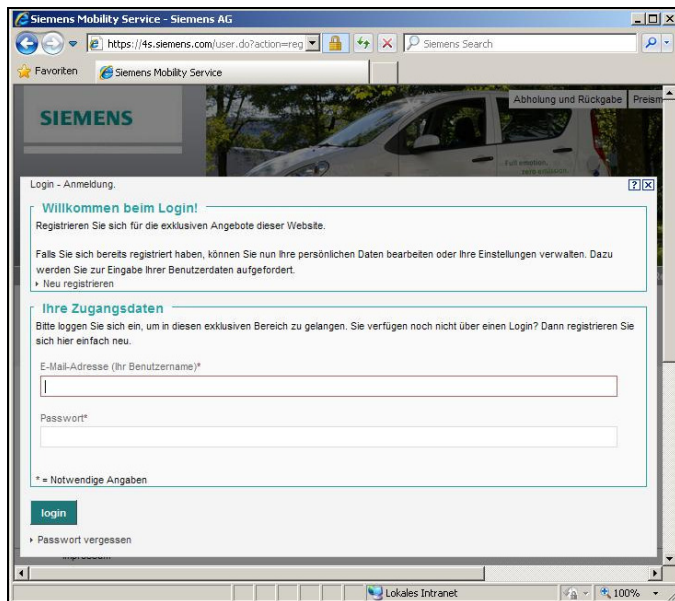 Siemens Mobility Service - Siemens AG
https://4s.siemens.com/user.do?action=reg
Siemens Search
Favoriten
Siemens Mobility Service
Abholung und Rückgabe
Preism
SIEMENS
Full emotion,
zero emission
Login - Anmeldung.
Willkommen beim Login!
Registrieren Sie sich für die exklusiven Angebote dieser Website.
Falls Sie sich bereits registriert haben, können Sie nun Ihre persönlichen Daten bearbeiten oder Ihre Einstellungen verwalten. Dazu
werden Sie zur Eingabe Ihrer Benutzerdaten aufgefordert.
Neu registrieren
Ihre Zugangsdaten
Bitte loggen Sie sich ein, um in diesen exklusiven Bereich zu gelangen. Sie verfügen noch nicht über einen Login? Dann registrieren Sie
sich hier einfach neu.
E-Mail-Adresse (Ihr Benutzername)*
Passwort*
* = Notwendige Angaben
login
Passwort vergessen
Impressum
Lokales Intranet
100%